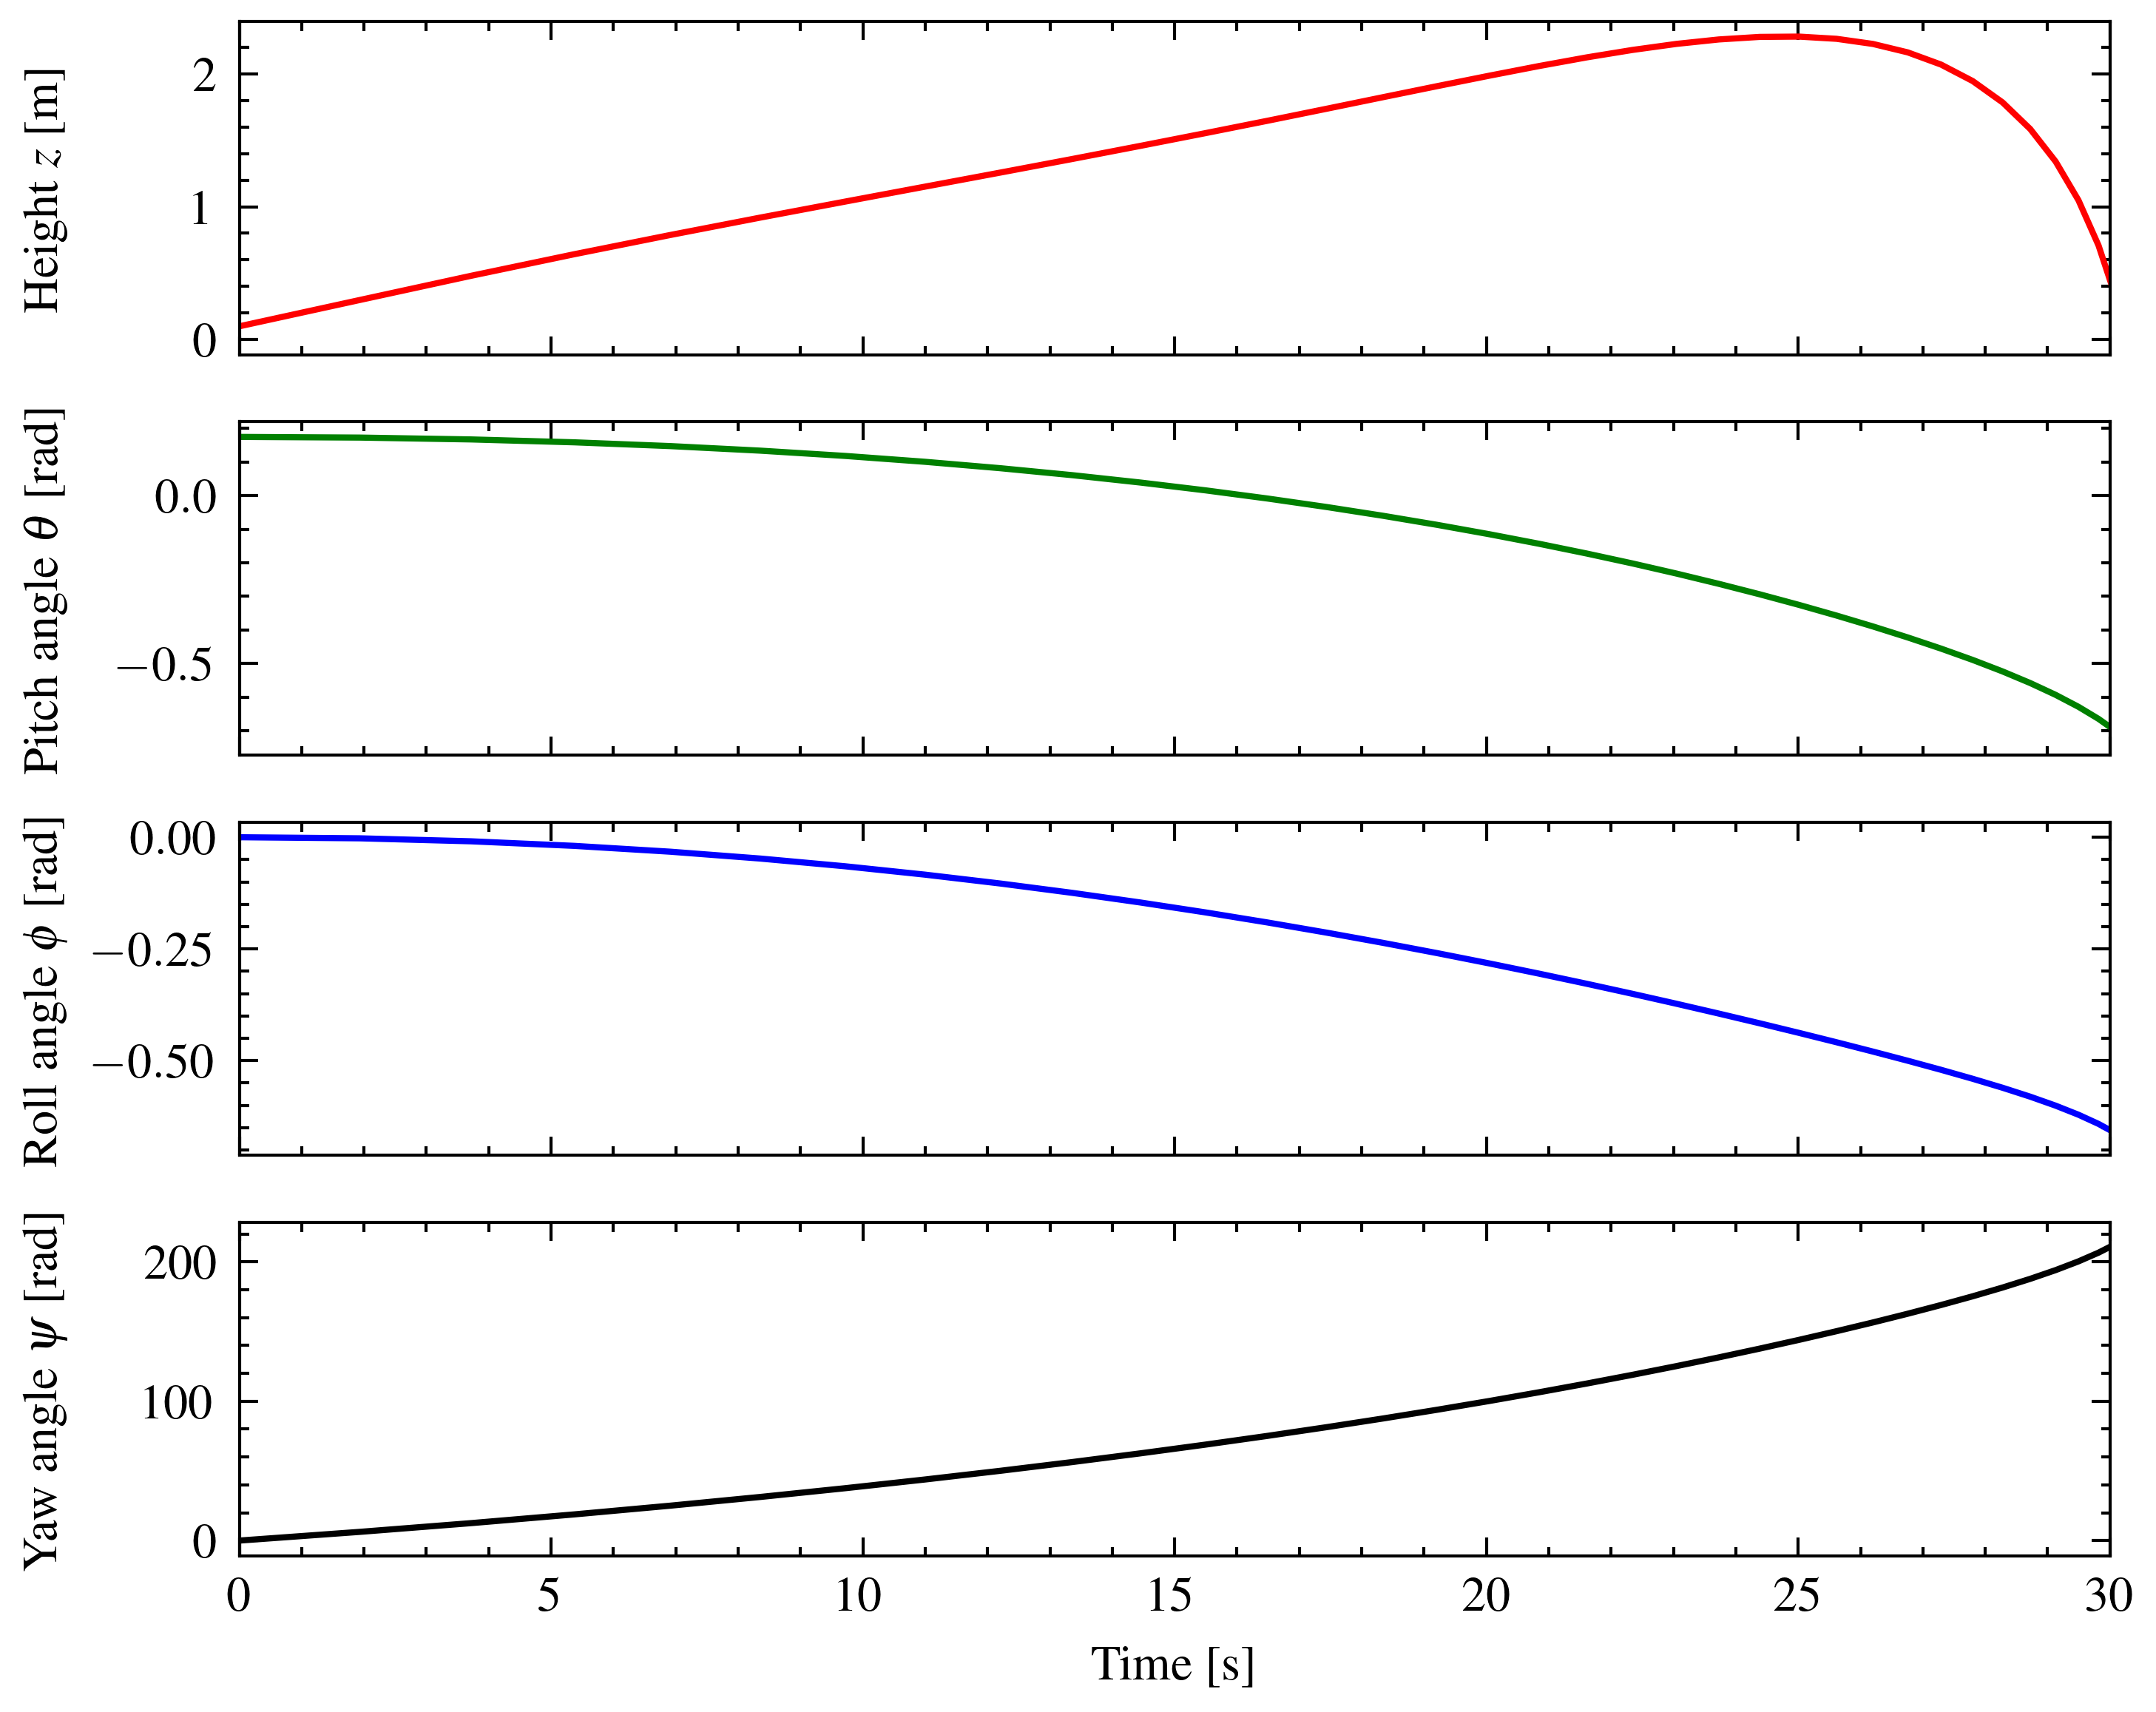 Height z [m]
2
1
0
Pitch angle θ [rad]
0.0
−0.5
Roll angle ϕ [rad]
0.00
−0.25
−0.50
Yaw angle ψ [rad]
200
100
0
0 5 10 15 20 25 30
Time [s]